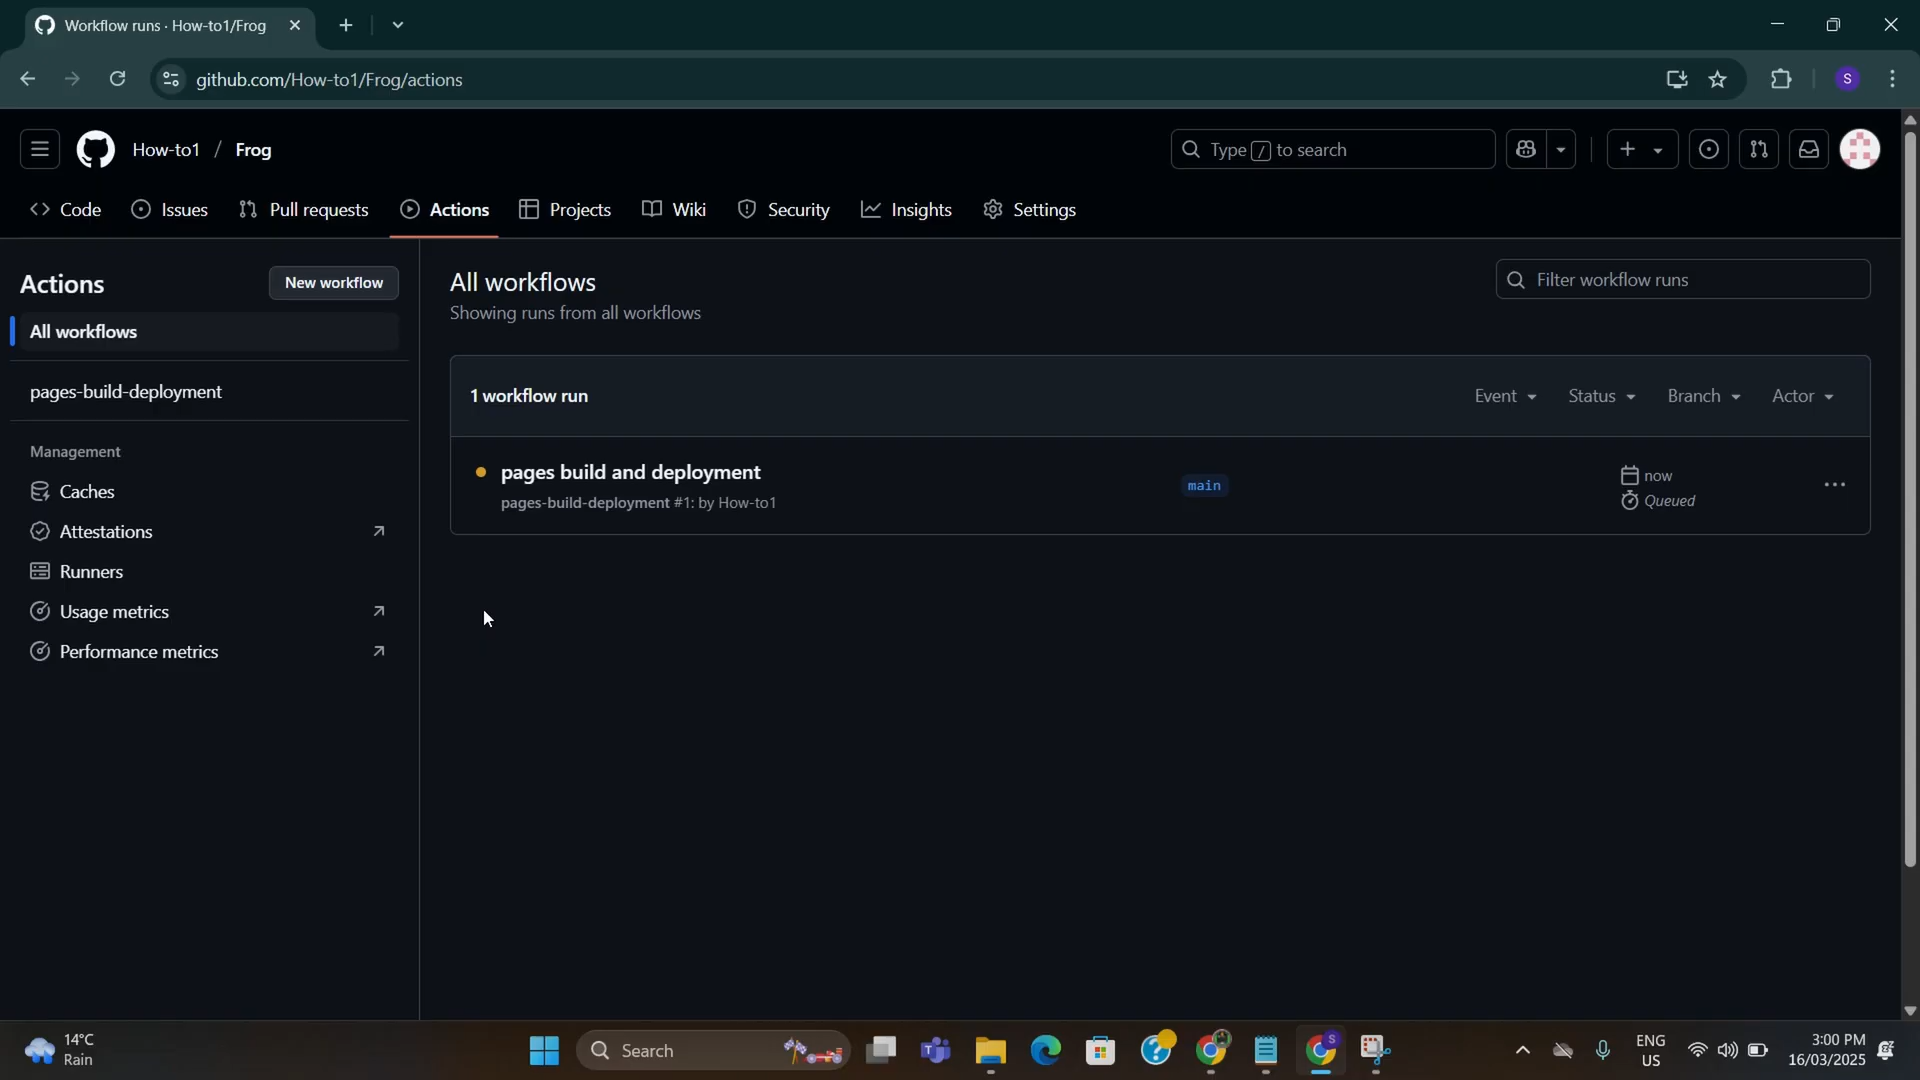 Workflow runs · How-to1/Frog
github.com/How-to1/Frog/actions
S
How-to1 / Frog
Type / to search
Code
Issues
Pull requests
Actions
Projects
Wiki
Security
Insights
Settings
Actions
New workflow
All workflows
pages-build-deployment
Management
Caches
Attestations
Runners
Usage metrics
Performance metrics
All workflows
Showing runs from all workflows
Filter workflow runs
1 workflow run
Event
Status
Branch
Actor
pages build and deployment
pages-build-deployment #1: by How-to1
main
now
Queued
14°C
Rain
Search
S
ENG
US
3:00 PM
16/03/2025